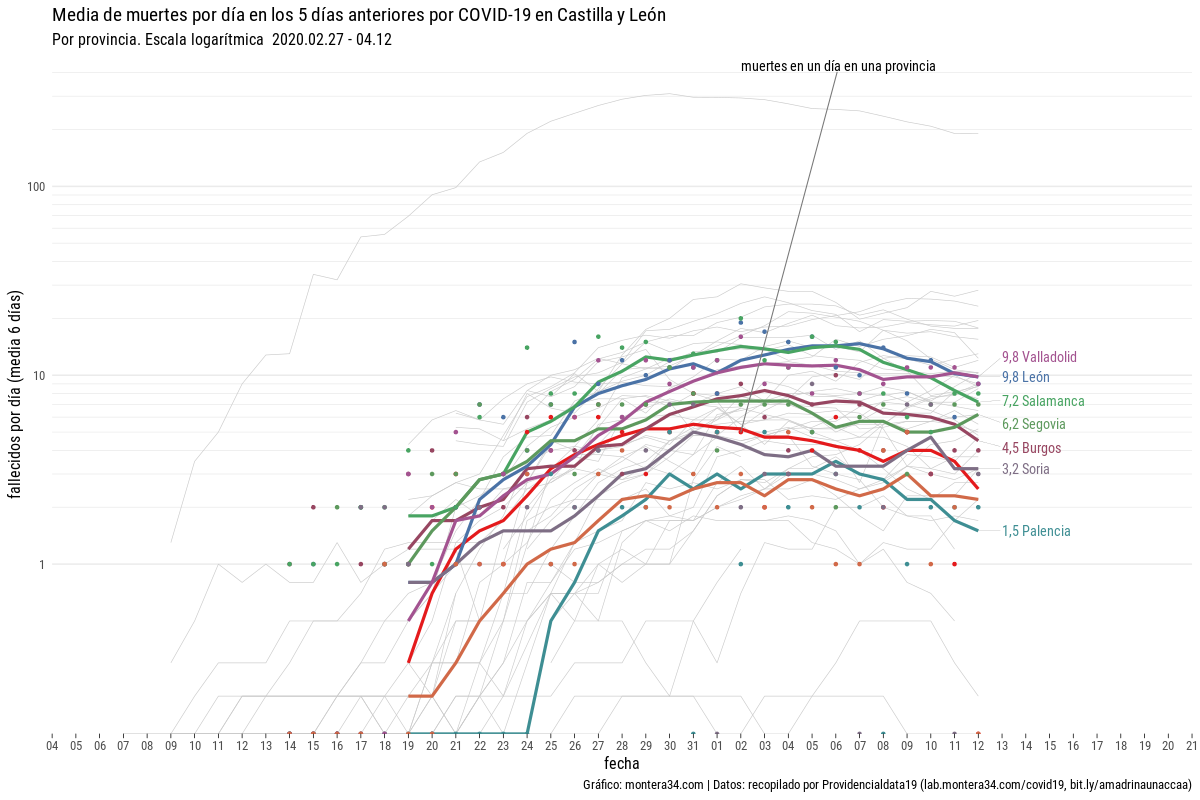 Media de muertes por día en los 5 días anteriores por COVID-19 en Castilla y León
Por provincia. Escala logarítmica 2020.02.27 - 04.12
muertes en un día en una provincia
fallecidos por día (media 6 días)
100
10
1
9,8 Valladolid
9,8 León
7,2 Salamanca
6,2 Segovia
4,5 Burgos
3,2 Soria
1,5 Palencia
04 05 06 07 08 09 10 11 12 13 14 15 16 17 18 19 20 21 22 23 24 25 26 27 28 29 30 31 01 02 03 04 05 06 07 08 09 10 11 12 13 14 15 16 17 18 19 20 21
fecha
Gráfico: montera34.com | Datos: recopilado por Providencialdata19 (lab.montera34.com/covid19, bit.ly/amadrinaunaccaa)